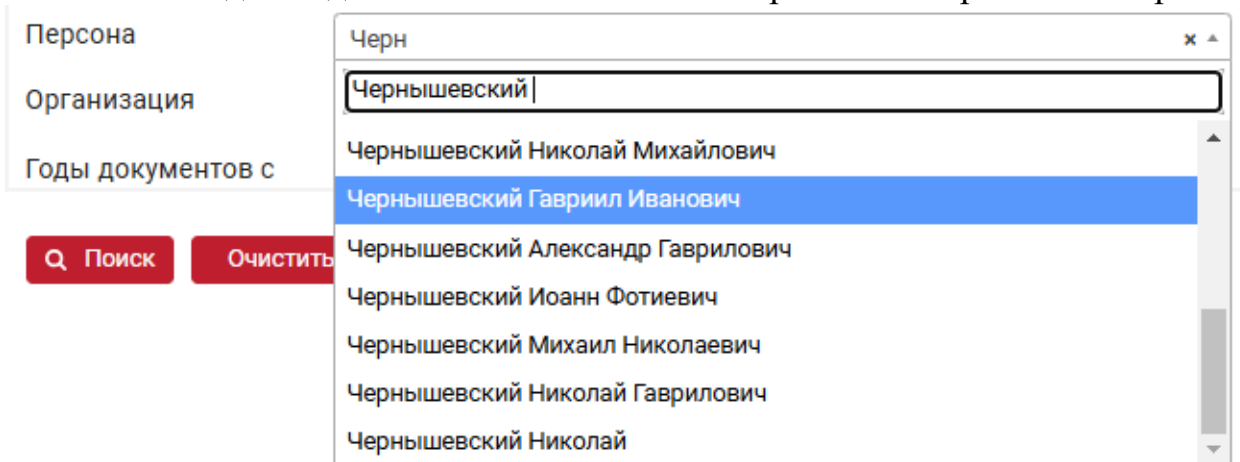 Персона
Черн
Чернышевский
Организация
Чернышевский Николай Михайлович
Годы документов с
Чернышевский Гавриил Иванович
Чернышевский Александр Гаврилович
Поиск
Очистить
Чернышевский Иоанн Фотиевич
Чернышевский Михаил Николаевич
Чернышевский Николай Гаврилович
Чернышевский Николай